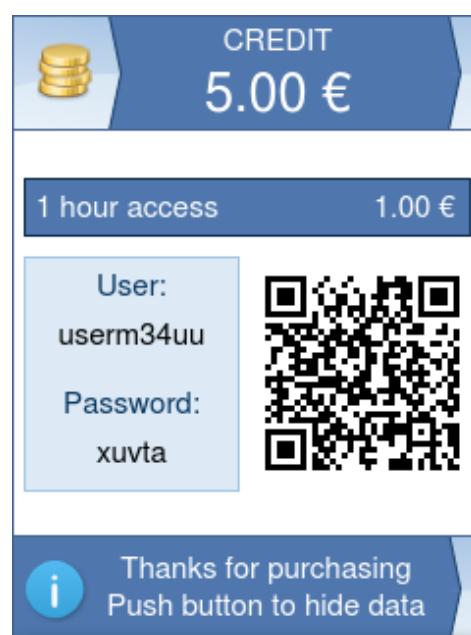 CREDIT
5.00 €
1 hour access 1.00 €
User:
userm34uu
Password:
xuvta
i
Thanks for purchasing
Push button to hide data